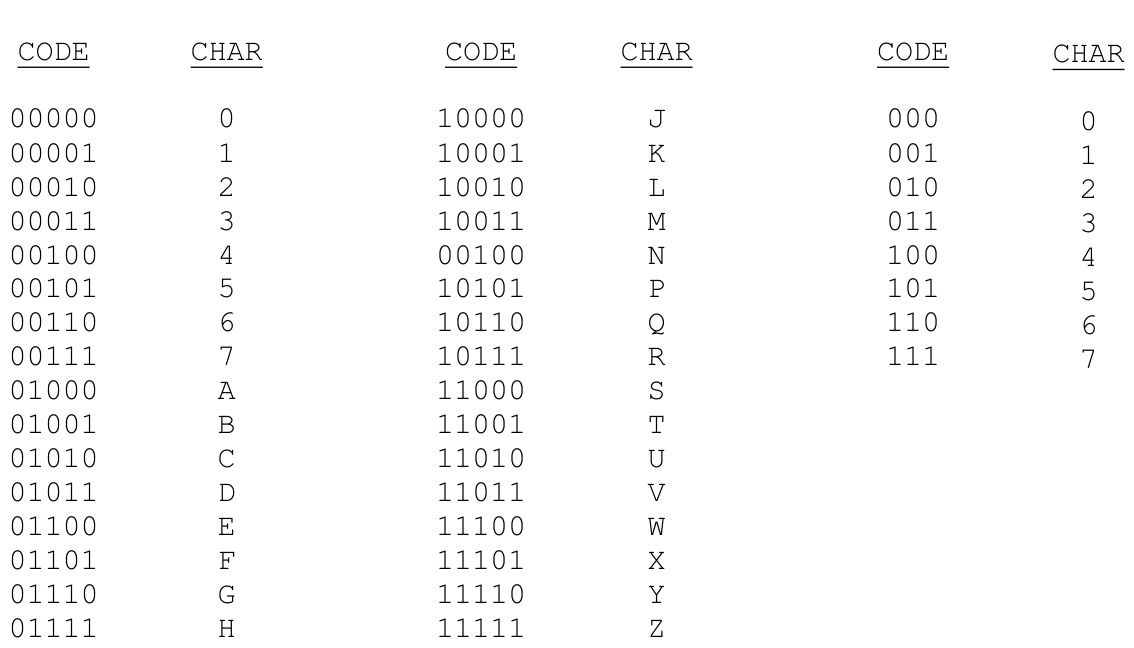 CODE CHAR CODE CHAR CODE CHAR
00000 0 10000 J 000 0
00001 1 10001 K 001 1
00010 2 10010 L 010 2
00011 3 10011 M 011 3
00100 4 00100 N 100 4
00101 5 10101 P 101 5
00110 6 10110 Q 110 6
00111 7 10111 R 111 7
01000 A 11000 S
01001 B 11001 T
01010 C 11010 U
01011 D 11011 V
01100 E 11100 W
01101 F 11101 X
01110 G 11110 Y
01111 H 11111 Z